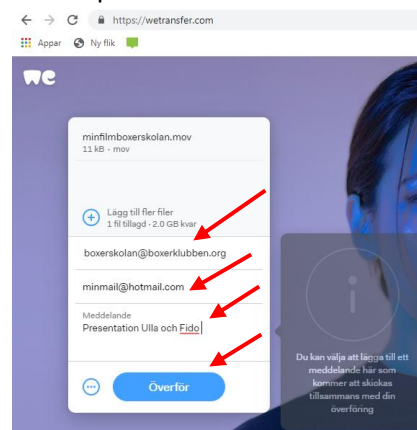 https://wetransfer.com
Appar Ny flik
we
minfilmboxerskolan.mov
11 kB - mov
Lägg till fler filer
1 fil tillagd · 2.0 GB kvar
boxerskolan@boxerklubben.org
minmail@hotmail.com
Meddelande
Presentation Ulla och Fido
Överför
Du kan välja att lägga till ett
meddelande här som
kommer att skickas
tillsammans med din
överföring